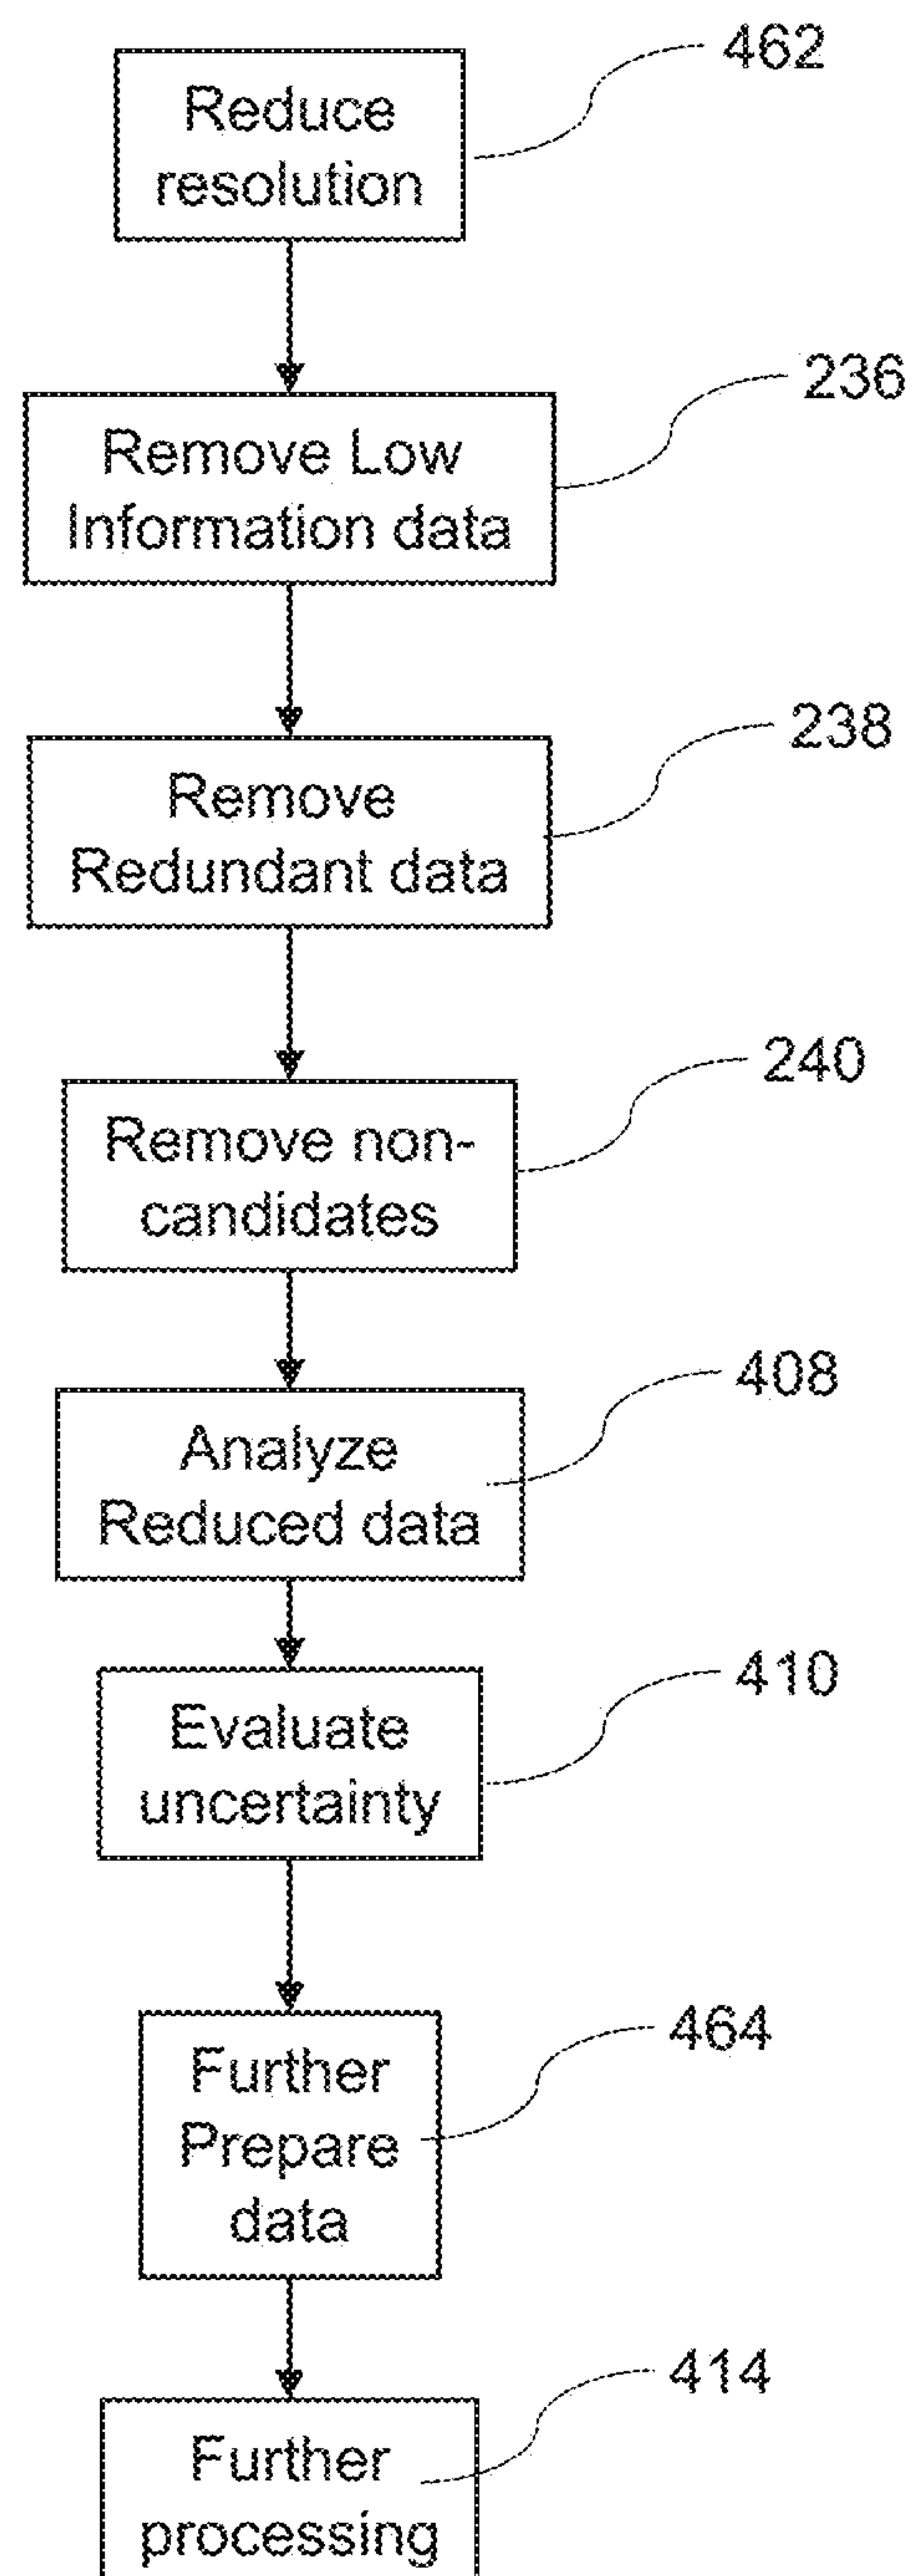 462
Reduce
resolution
236
Remove Low
Information data
238
Remove
Redundant data
240
Remove non-
candidates
408
Analyze
Reduced data
410
Evaluate
uncertainty
464
Further
Prepare
data
414
Further
processing